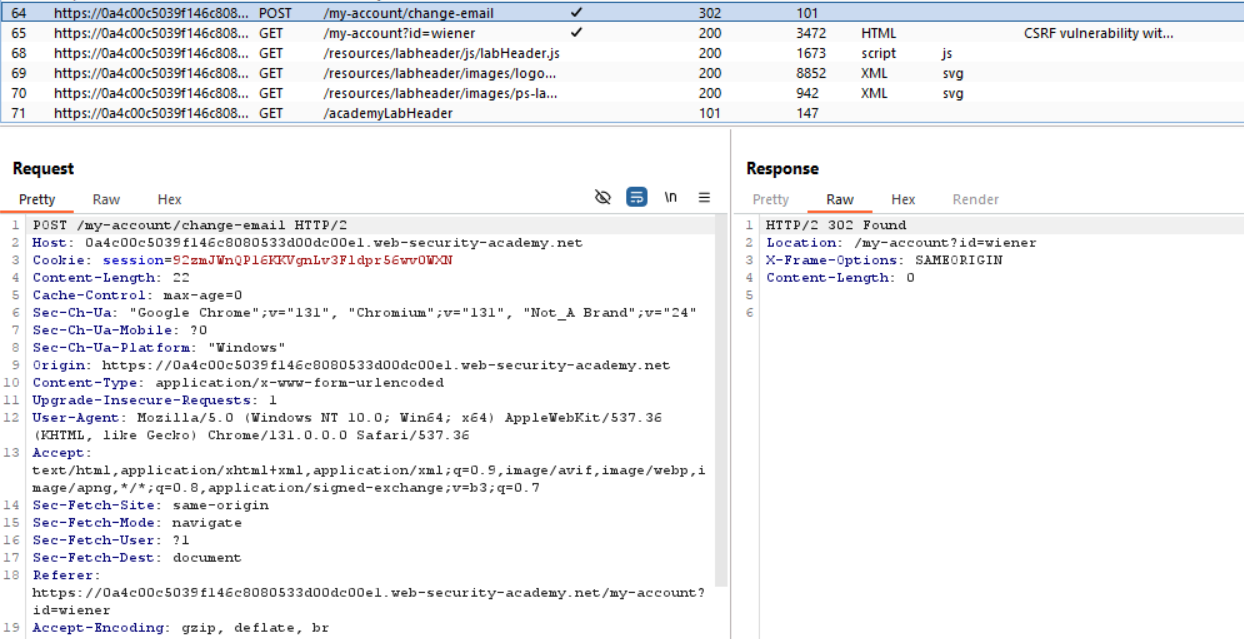 64 https://0a4c00c5039f146c808... POST /my-account/change-email ✓ 302 101
65 https://0a4c00c5039f146c808... GET /my-account?id=wiener ✓ 200 3472 HTML CSRF vulnerability wit...
68 https://0a4c00c5039f146c808... GET /resources/labheader/js/labHeader.js 200 1673 script js
69 https://0a4c00c5039f146c808... GET /resources/labheader/images/logo... 200 8852 XML svg
70 https://0a4c00c5039f146c808... GET /resources/labheader/images/ps-la... 200 942 XML svg
71 https://0a4c00c5039f146c808... GET /academyLabHeader 101 147
Request
Pretty Raw Hex \n
1 POST /my-account/change-email HTTP/2
2 Host: 0a4c00c5039f146c8080533d00dc00e1.web-security-academy.net
3 Cookie: session=92zmJWnQP16KKVgnLv3F1dpr56wv0WXN
4 Content-Length: 22
5 Cache-Control: max-age=0
6 Sec-Ch-Ua: "Google Chrome";v="131", "Chromium";v="131", "Not_A Brand";v="24"
7 Sec-Ch-Ua-Mobile: ?0
8 Sec-Ch-Ua-Platform: "Windows"
9 Origin: https://0a4c00c5039f146c8080533d00dc00e1.web-security-academy.net
10 Content-Type: application/x-www-form-urlencoded
11 Upgrade-Insecure-Requests: 1
12 User-Agent: Mozilla/5.0 (Windows NT 10.0; Win64; x64) AppleWebKit/537.36
(KHTML, like Gecko) Chrome/131.0.0.0 Safari/537.36
13 Accept:
text/html,application/xhtml+xml,application/xml;q=0.9,image/avif,image/webp,i
mage/apng,*/*;q=0.8,application/signed-exchange;v=b3;q=0.7
14 Sec-Fetch-Site: same-origin
15 Sec-Fetch-Mode: navigate
16 Sec-Fetch-User: ?1
17 Sec-Fetch-Dest: document
18 Referer:
https://0a4c00c5039f146c8080533d00dc00e1.web-security-academy.net/my-account?
id=wiener
19 Accept-Encoding: gzip, deflate, br
Response
Pretty Raw Hex Render
1 HTTP/2 302 Found
2 Location: /my-account?id=wiener
3 X-Frame-Options: SAMEORIGIN
4 Content-Length: 0
5
6